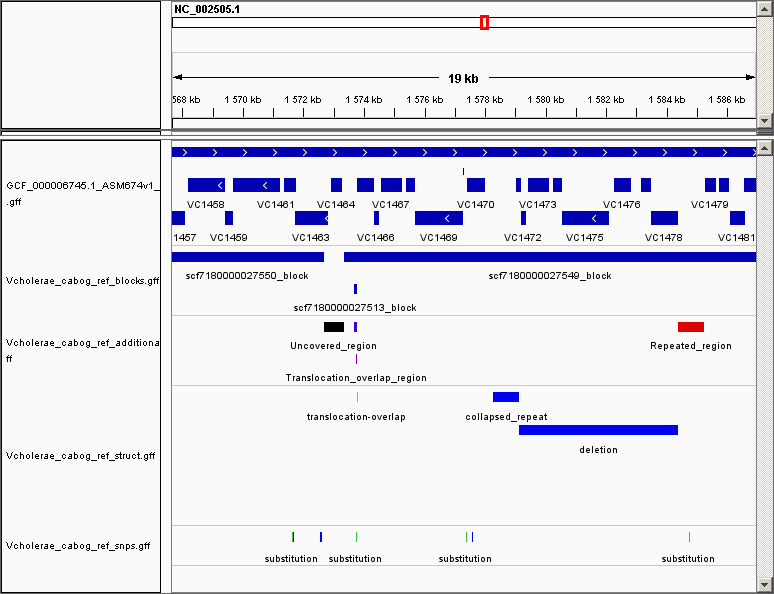 NC_002505.1
19 kb
568 kb 1 570 kb 1 572 kb 1 574 kb 1 576 kb 1 578 kb 1 580 kb 1 582 kb 1 584 kb 1 586 kb
GCF_000006745.1_ASM674v1_
.gff
VC1458 VC1461 VC1464 VC1467 VC1470 VC1473 VC1476 VC1479
1457 VC1459 VC1463 VC1466 VC1469 VC1472 VC1475 VC1478 VC1481
Vcholerae_cabog_ref_blocks.gff
scf7180000027550_block scf7180000027549_block
scf7180000027513_block
Vcholerae_cabog_ref_additiona
ff
Uncovered_region Repeated_region
Translocation_overlap_region
Vcholerae_cabog_ref_struct.gff
translocation-overlap collapsed_repeat
deletion
Vcholerae_cabog_ref_snps.gff
substitution substitution substitution substitution